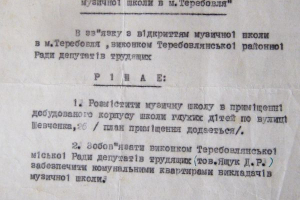 музичної школи в м.Теребовля"
В зв'язку з відкриттям музичної школи
в м.Теребовля, виконком Теребовлянської районної
Ради депутатів трудящих
Р І Ш А Є:
1. Розмістити музичну школу в приміщенні
добудованого корпусу школи глухих дітей по вулиці
Шевченка, / план приміщення додається/.
2. Зобов'язати виконком Теребовлянської
міської Ради депутатів трудящих (тов. Д.Р.)
забезпечити комунальними квартирами викладачів
музичної школи.